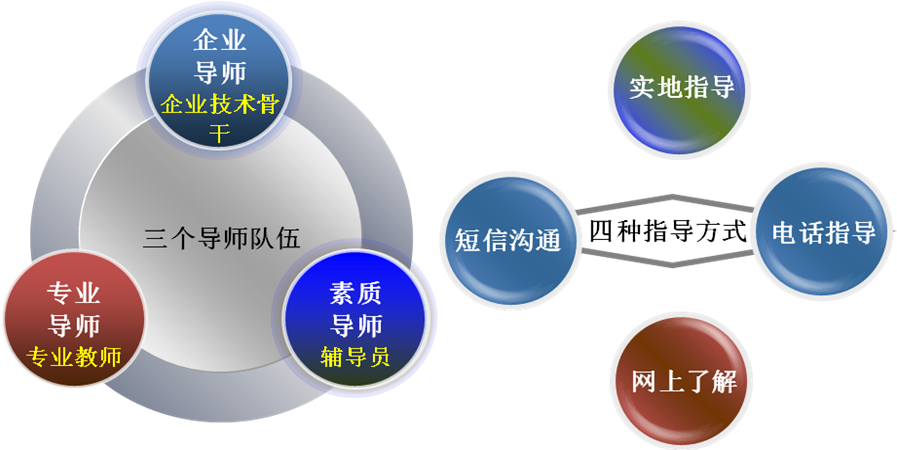 企业
导师
企业技术骨
干
三个导师队伍
专业
导师
专业教师
素质
导师
辅导员
实地指导
短信沟通
四种指导方式
电话指导
网上了解